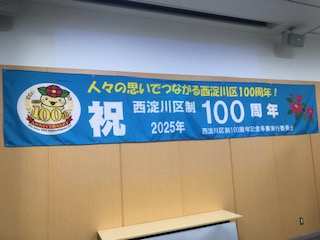 人々の思いでつながる西淀川区100周年！
100th
ANNIVERSARY
祝
西淀川区制
2025年
100周年
西淀川区制100周年記念事業実行委員会